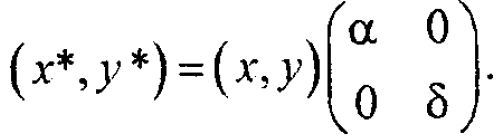 (x*, y*) = (x, y) ( α 0
0 δ ).